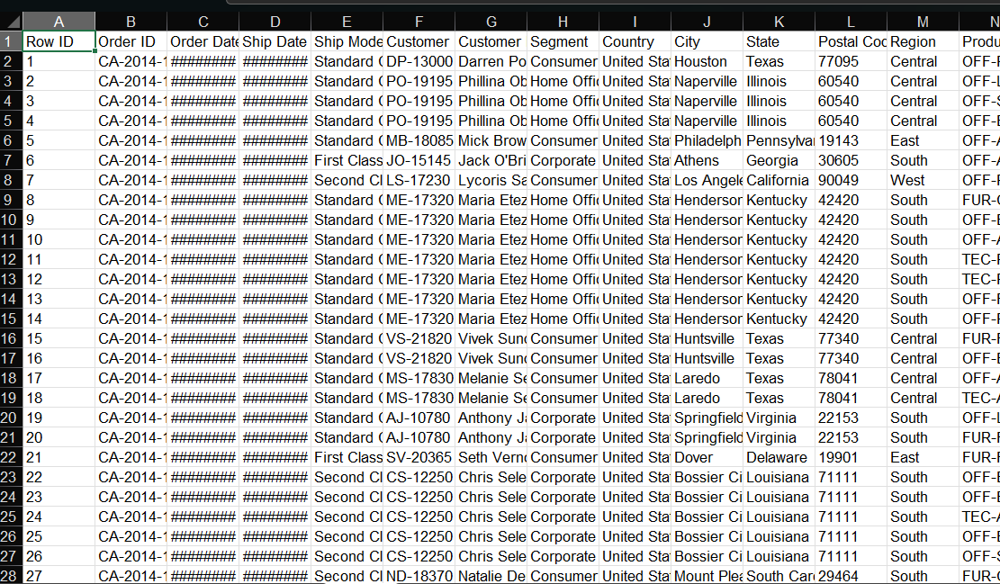 A B C D E F G H I J K L M N
1 Row ID Order ID Order Date Ship Date Ship Mode Customer Customer Segment Country City State Postal Cod Region Produ
2 1 CA-2014-1 ######## ######## Standard C DP-13000 Darren Po Consumer United Sta Houston Texas 77095 Central OFF-P
3 2 CA-2014-1 ######## ######## Standard C PO-19195 Phillina Ob Home Offic United Sta Naperville Illinois 60540 Central OFF-L
4 3 CA-2014-1 ######## ######## Standard C PO-19195 Phillina Ob Home Offic United Sta Naperville Illinois 60540 Central OFF-S
5 4 CA-2014-1 ######## ######## Standard C PO-19195 Phillina Ob Home Offic United Sta Naperville Illinois 60540 Central OFF-B
6 5 CA-2014-1 ######## ######## Standard C MB-18085 Mick Brow Consumer United Sta Philadelph Pennsylva 19143 East OFF-A
7 6 CA-2014-1 ######## ######## First Class JO-15145 Jack O'Bri Corporate United Sta Athens Georgia 30605 South OFF-A
8 7 CA-2014-1 ######## ######## Second Cl LS-17230 Lycoris Sa Consumer United Sta Los Angele California 90049 West OFF-P
9 8 CA-2014-1 ######## ######## Standard C ME-17320 Maria Etez Home Offic United Sta Henderson Kentucky 42420 South FUR-C
10 9 CA-2014-1 ######## ######## Standard C ME-17320 Maria Etez Home Offic United Sta Henderson Kentucky 42420 South OFF-B
11 10 CA-2014-1 ######## ######## Standard C ME-17320 Maria Etez Home Offic United Sta Henderson Kentucky 42420 South OFF-A
12 11 CA-2014-1 ######## ######## Standard C ME-17320 Maria Etez Home Offic United Sta Henderson Kentucky 42420 South TEC-P
13 12 CA-2014-1 ######## ######## Standard C ME-17320 Maria Etez Home Offic United Sta Henderson Kentucky 42420 South TEC-P
14 13 CA-2014-1 ######## ######## Standard C ME-17320 Maria Etez Home Offic United Sta Henderson Kentucky 42420 South OFF-F
15 14 CA-2014-1 ######## ######## Standard C ME-17320 Maria Etez Home Offic United Sta Henderson Kentucky 42420 South OFF-P
16 15 CA-2014-1 ######## ######## Standard C VS-21820 Vivek Sund Consumer United Sta Huntsville Texas 77340 Central FUR-F
17 16 CA-2014-1 ######## ######## Standard C VS-21820 Vivek Sund Consumer United Sta Huntsville Texas 77340 Central OFF-B
18 17 CA-2014-1 ######## ######## Standard C MS-17830 Melanie Se Consumer United Sta Laredo Texas 78041 Central OFF-A
19 18 CA-2014-1 ######## ######## Standard C MS-17830 Melanie Se Consumer United Sta Laredo Texas 78041 Central TEC-A
20 19 CA-2014-1 ######## ######## Standard C AJ-10780 Anthony Ja Corporate United Sta Springfield Virginia 22153 South OFF-L
21 20 CA-2014-1 ######## ######## Standard C AJ-10780 Anthony Ja Corporate United Sta Springfield Virginia 22153 South FUR-F
22 21 CA-2014-1 ######## ######## First Class SV-20365 Seth Verno Consumer United Sta Dover Delaware 19901 East FUR-F
23 22 CA-2014-1 ######## ######## Second Cl CS-12250 Chris Sele Corporate United Sta Bossier Ci Louisiana 71111 South OFF-B
24 23 CA-2014-1 ######## ######## Second Cl CS-12250 Chris Sele Corporate United Sta Bossier Ci Louisiana 71111 South OFF-B
25 24 CA-2014-1 ######## ######## Second Cl CS-12250 Chris Sele Corporate United Sta Bossier Ci Louisiana 71111 South TEC-A
26 25 CA-2014-1 ######## ######## Second Cl CS-12250 Chris Sele Corporate United Sta Bossier Ci Louisiana 71111 South OFF-B
27 26 CA-2014-1 ######## ######## Second Cl CS-12250 Chris Sele Corporate United Sta Bossier Ci Louisiana 71111 South OFF-S
28 27 CA-2014-1 ######## ######## Second Cl ND-18370 Natalie De Consumer United Sta Mount Plea South Caro 29464 South FUR-C